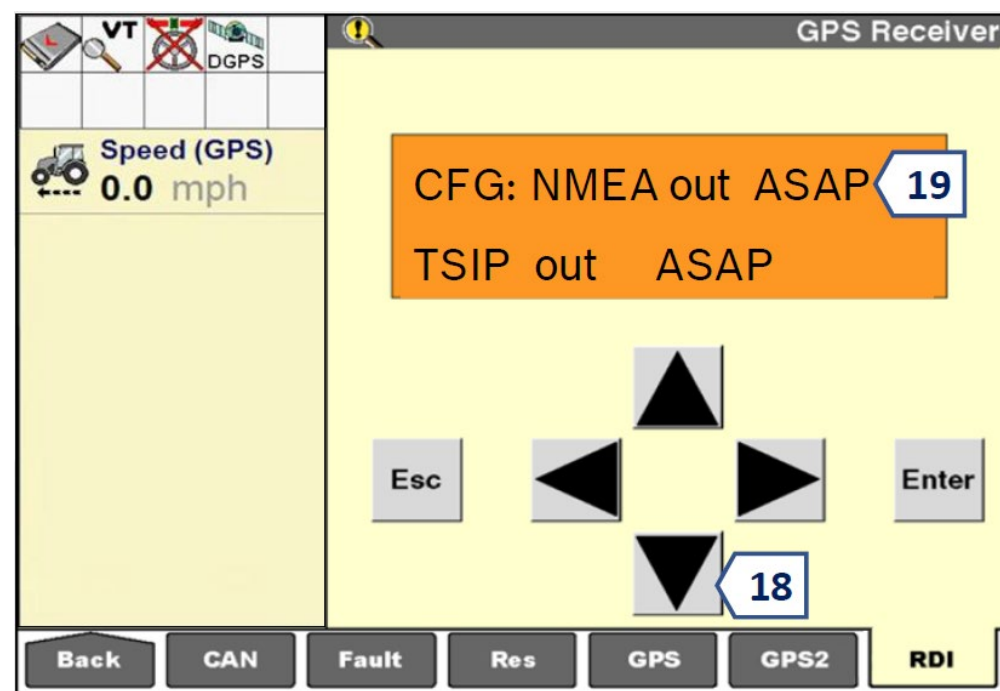 VT
DGPS
GPS Receiver
Speed (GPS)
0.0 mph
CFG: NMEA out ASAP
19
TSIP out ASAP
Esc
Enter
18
Back CAN Fault Res GPS GPS2 RDI